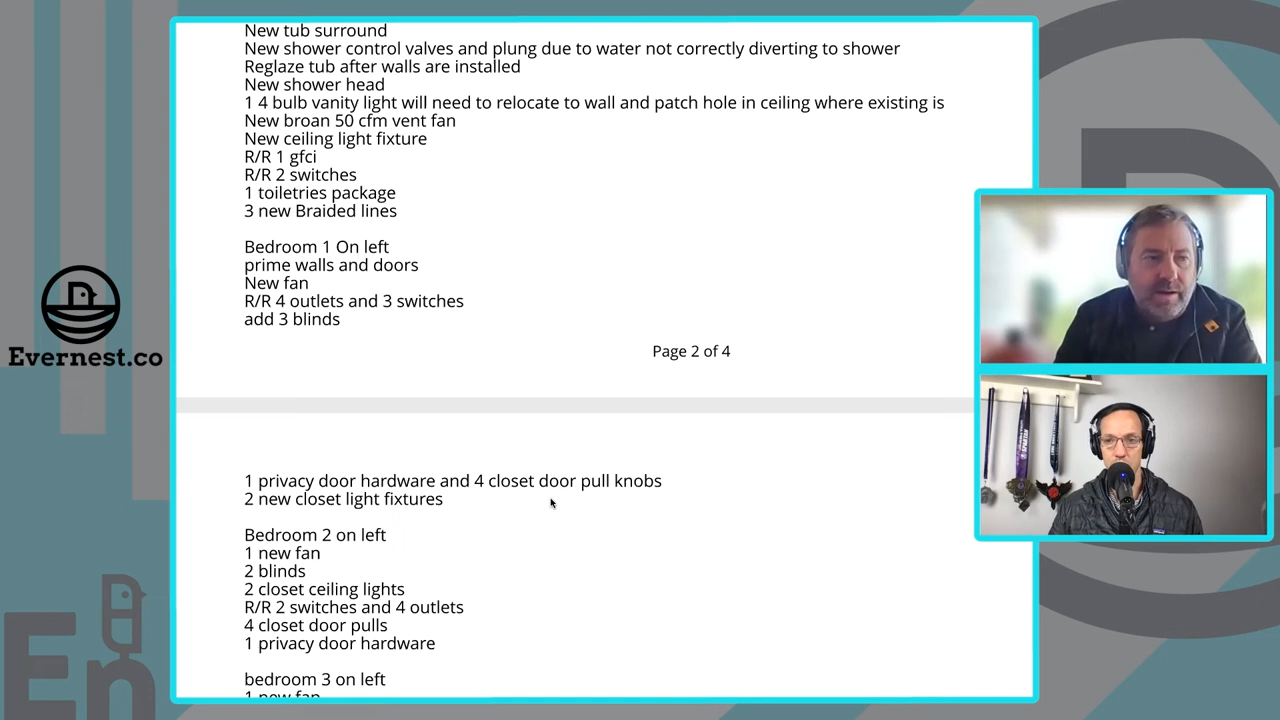 New tub surround
New shower control valves and plung due to water not correctly diverting to shower
Reglaze tub after walls are installed
New shower head
1 4 bulb vanity light will need to relocate to wall and patch hole in ceiling where existing is
New broan 50 cfm vent fan
New ceiling light fixture
R/R 1 gfci
R/R 2 switches
1 toiletries package
3 new Braided lines
Bedroom 1 On left
prime walls and doors
New fan
R/R 4 outlets and 3 switches
add 3 blinds
Page 2 of 4
1 privacy door hardware and 4 closet door pull knobs
2 new closet light fixtures
Bedroom 2 on left
1 new fan
2 blinds
2 closet ceiling lights
R/R 2 switches and 4 outlets
4 closet door pulls
1 privacy door hardware
bedroom 3 on left
1 new fan
Evernest.co
En